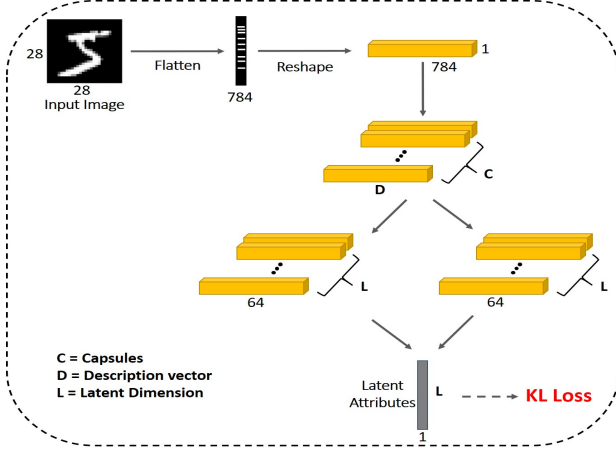 28
28
Input Image
Flatten
784
Reshape
1
784
C
D
L
64
L
64
C = Capsules
D = Description vector
L = Latent Dimension
Latent
Attributes
L
1
KL Loss